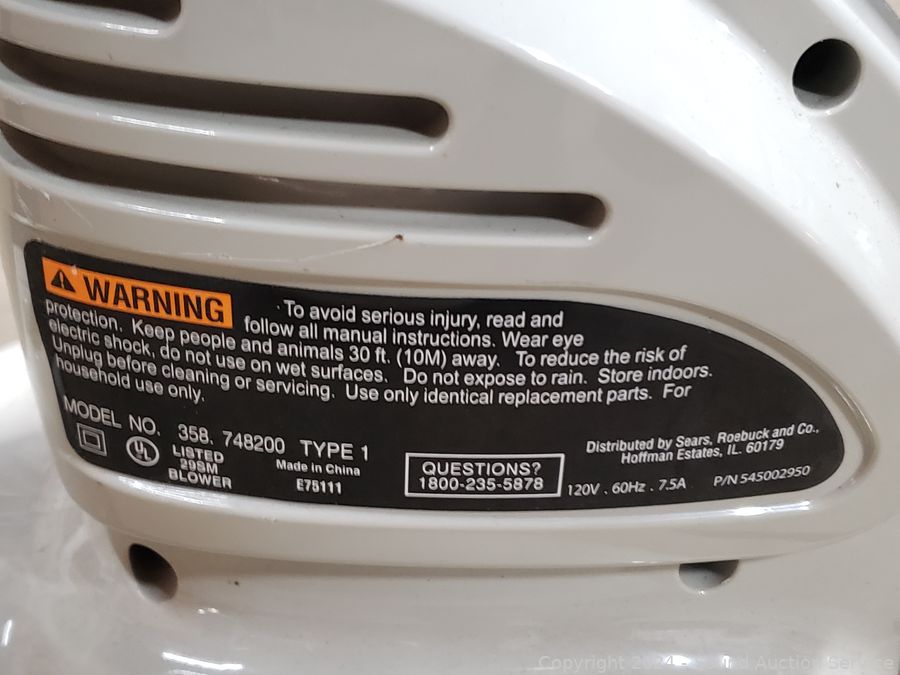 WARNING To avoid serious injury, read and
follow all manual instructions. Wear eye
protection. Keep people and animals 30 ft. (10M) away. To reduce the risk of
electric shock, do not use on wet surfaces. Do not expose to rain. Store indoors.
Unplug before cleaning or servicing. Use only identical replacement parts. For
household use only.
MODEL NO. 358. 748200 TYPE 1
UL
LISTED
29SM
BLOWER
Made in China
E75111
QUESTIONS?
1800-235-5878
Distributed by Sears, Roebuck and Co.,
Hoffman Estates, IL. 60179
120V . 60Hz . 7.5A
P/N 545002950
Copyright Auction Service